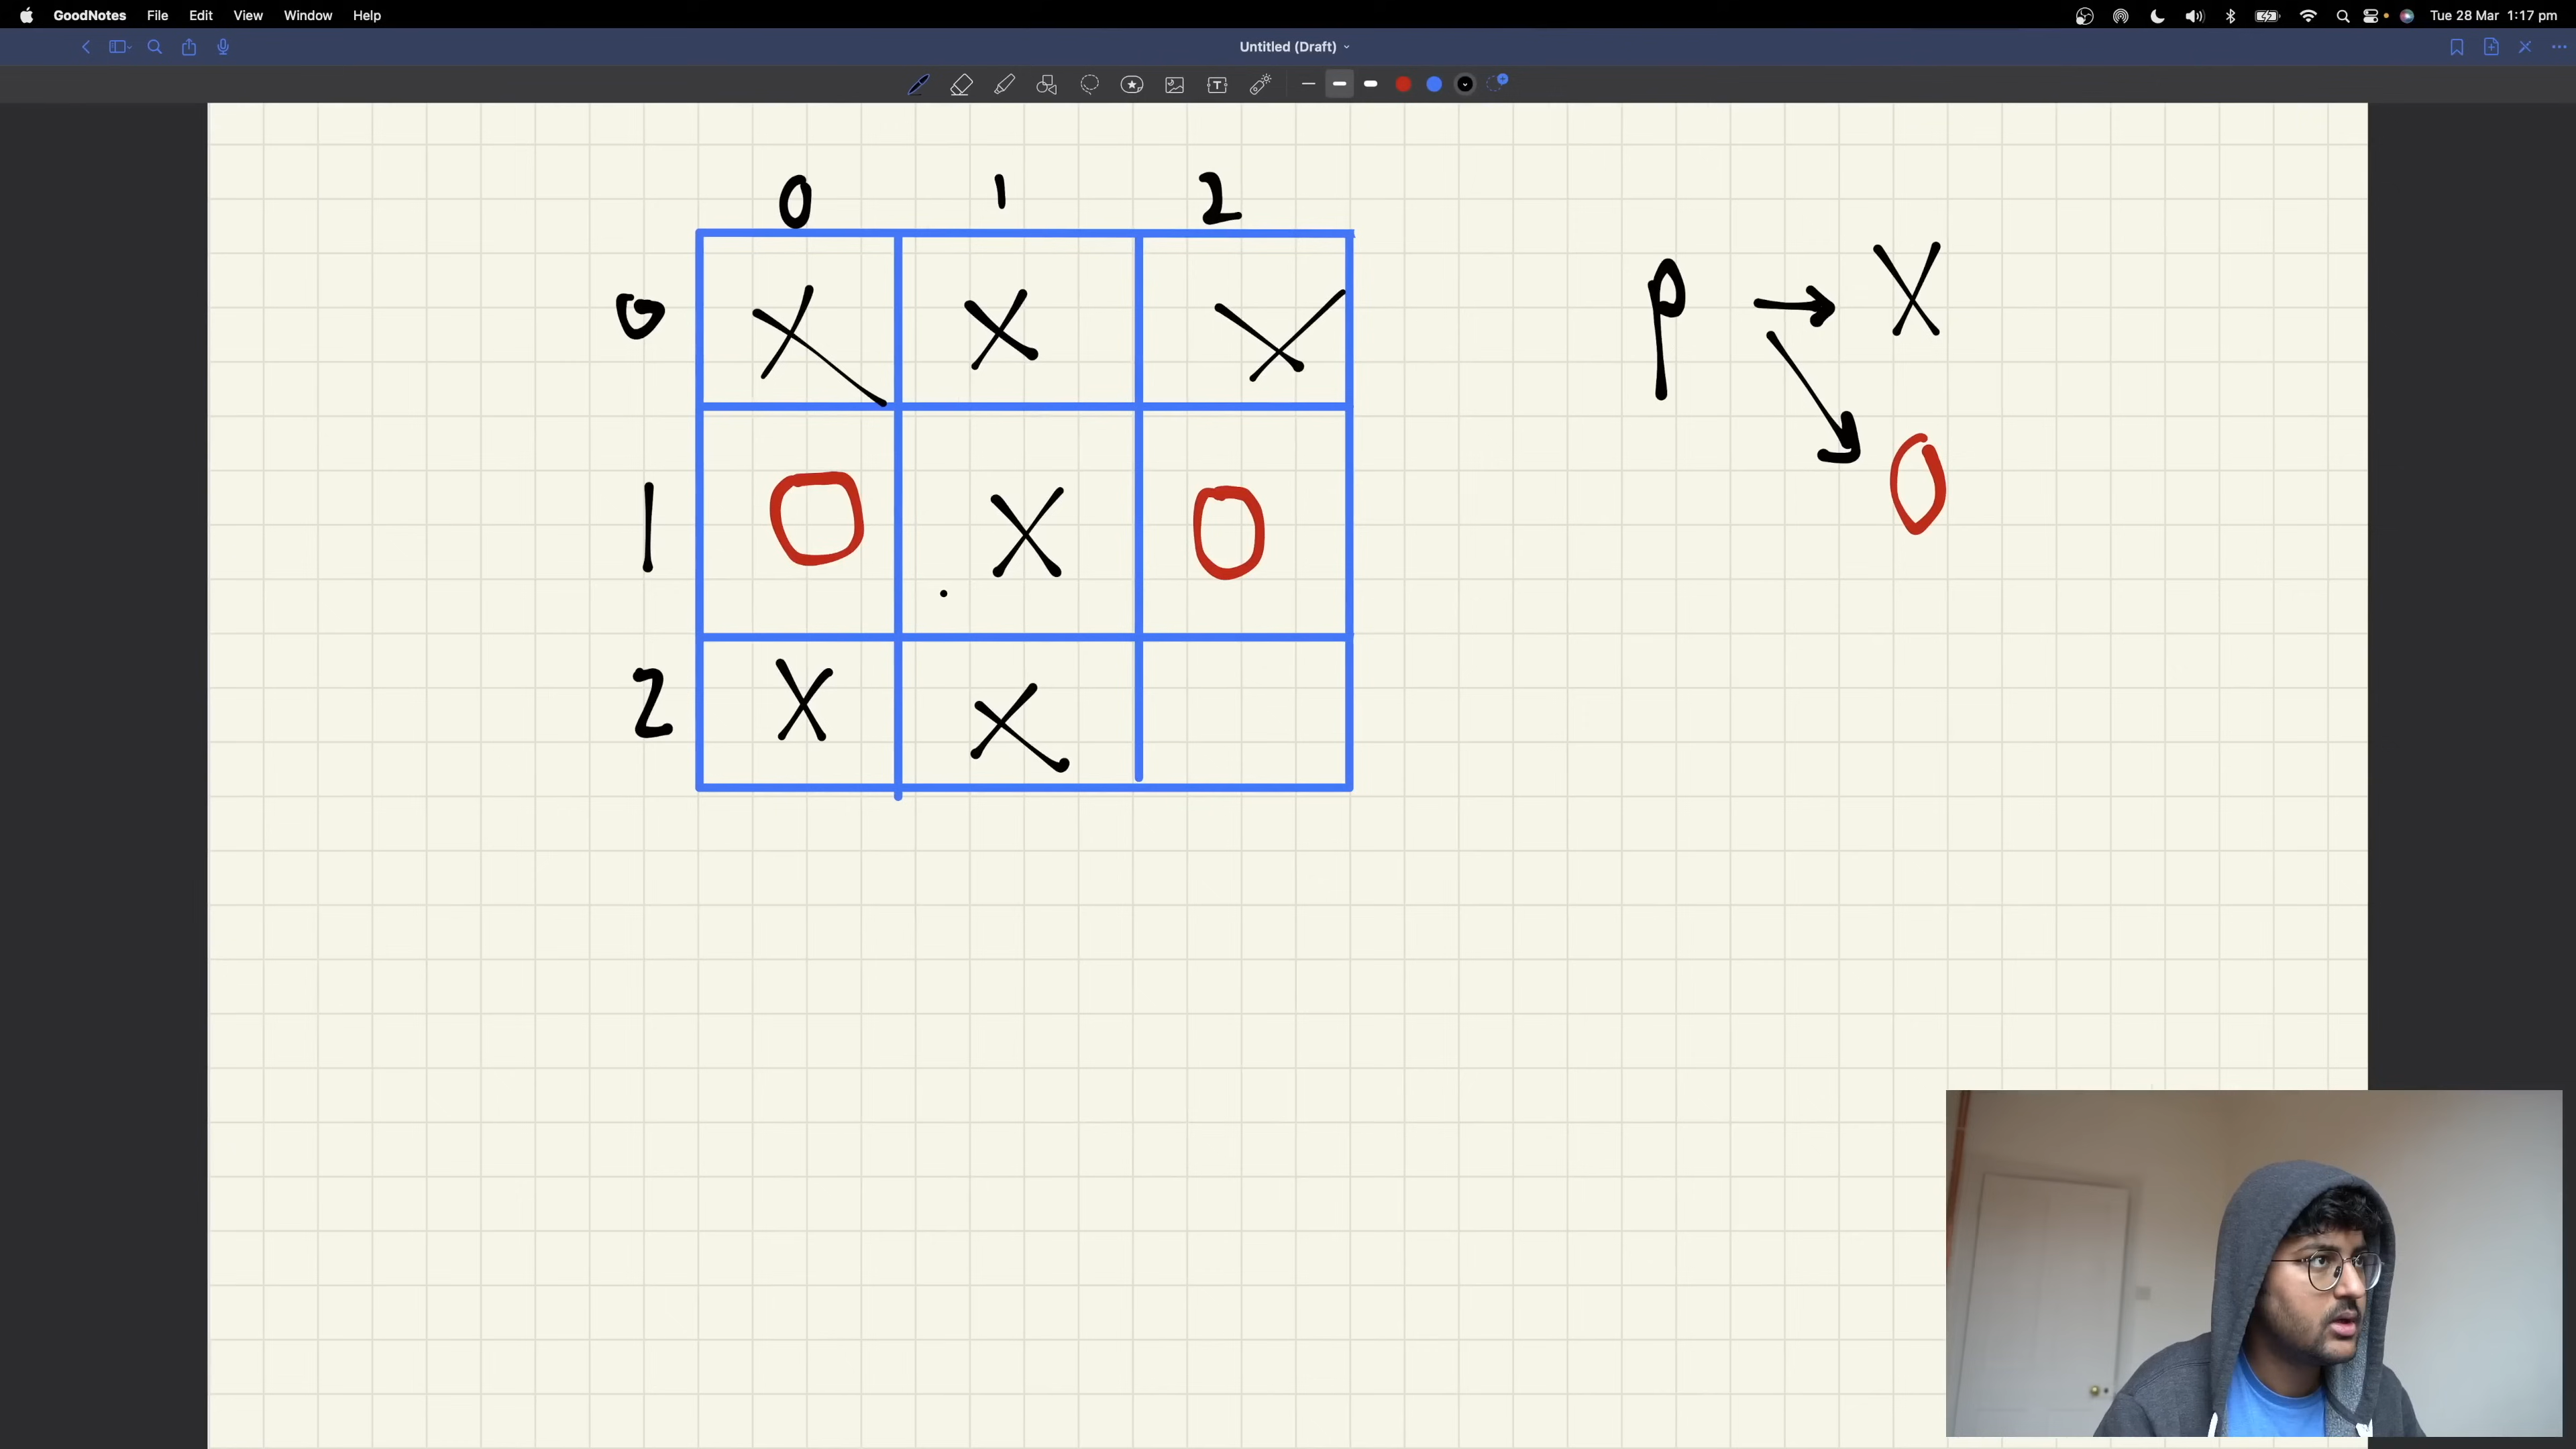 GoodNotes File Edit View Window Help Tue 28 Mar 1:17 pm
Untitled (Draft)
0 1 2
0 X X X
1 O X O
2 X X
p → X
O